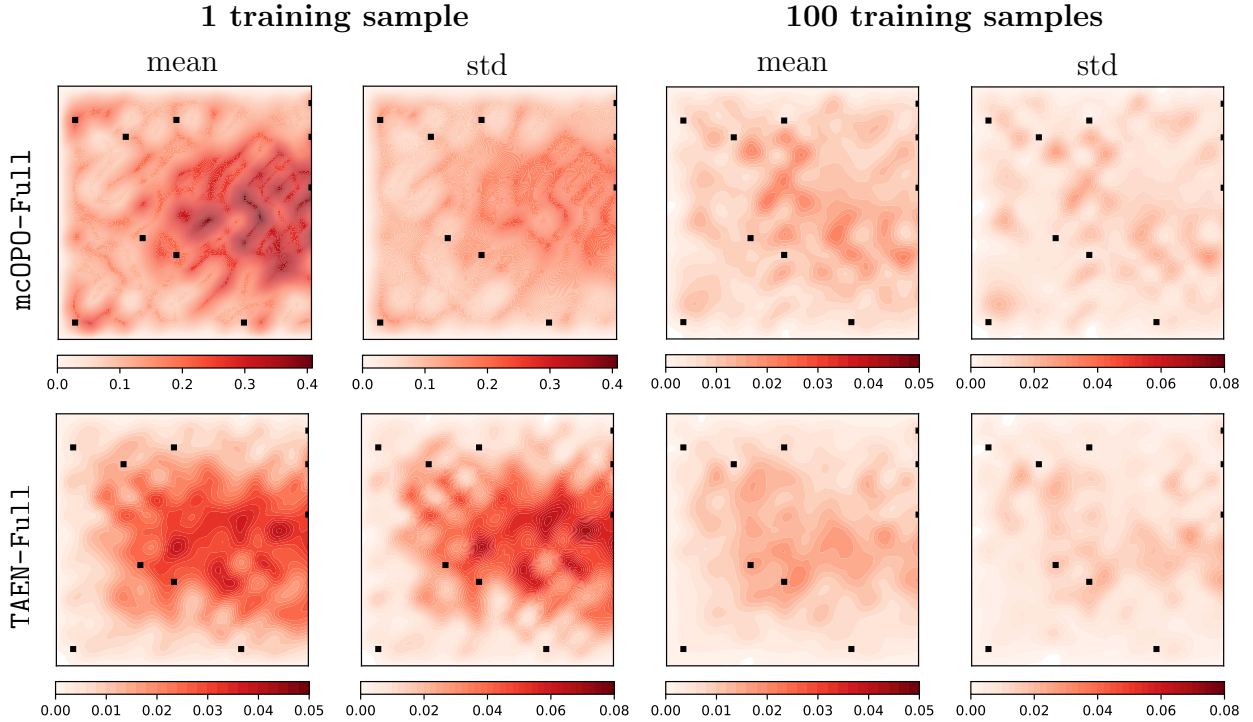 1 training sample 100 training samples
mean std mean std
mcOPO-Full
0.0 0.1 0.2 0.3 0.4 0.0 0.1 0.2 0.3 0.4 0.00 0.01 0.02 0.03 0.04 0.05 0.00 0.02 0.04 0.06 0.08
TAEN-Full
0.00 0.01 0.02 0.03 0.04 0.05 0.00 0.02 0.04 0.06 0.08 0.00 0.01 0.02 0.03 0.04 0.05 0.00 0.02 0.04 0.06 0.08